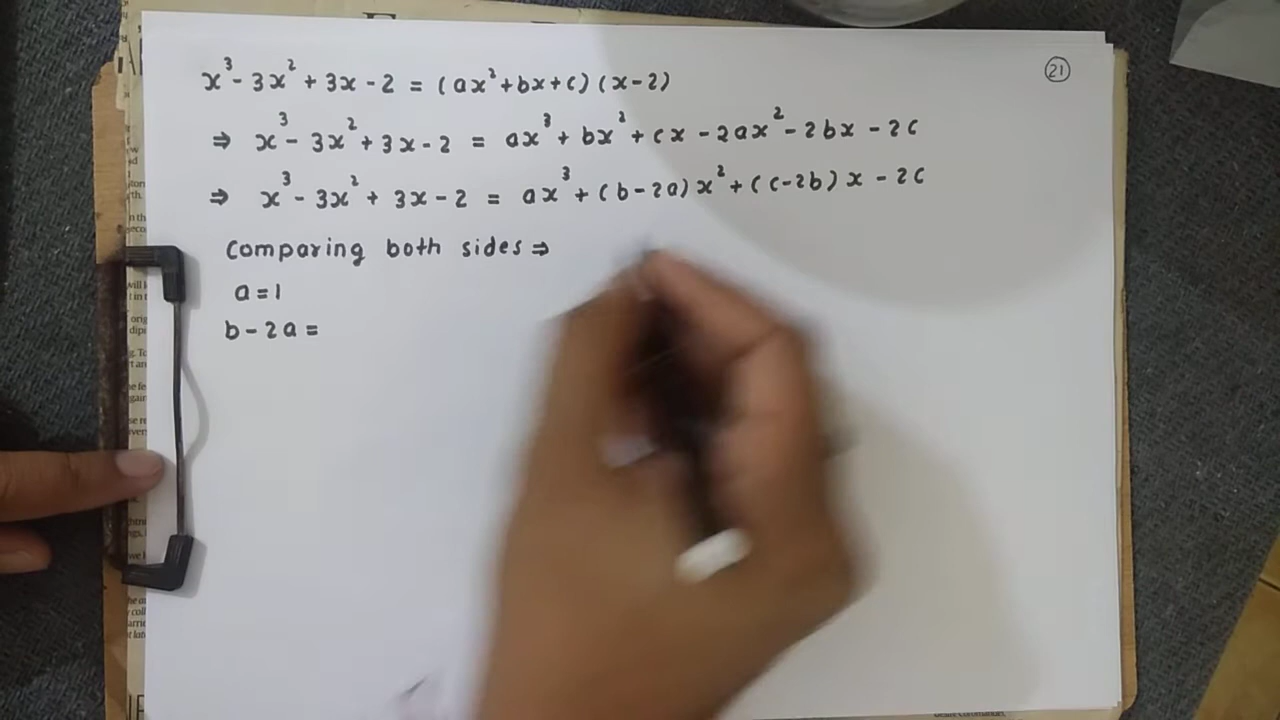 x³ - 3x² + 3x - 2 = (ax² + bx + c) (x - 2)
21
⇒ x³ - 3x² + 3x - 2 = ax³ + bx² + cx - 2ax² - 2bx - 2c
⇒ x³ - 3x² + 3x - 2 = ax³ + (b - 2a) x² + (c - 2b) x - 2c
Comparing both sides ⇒
a = 1
b - 2a =